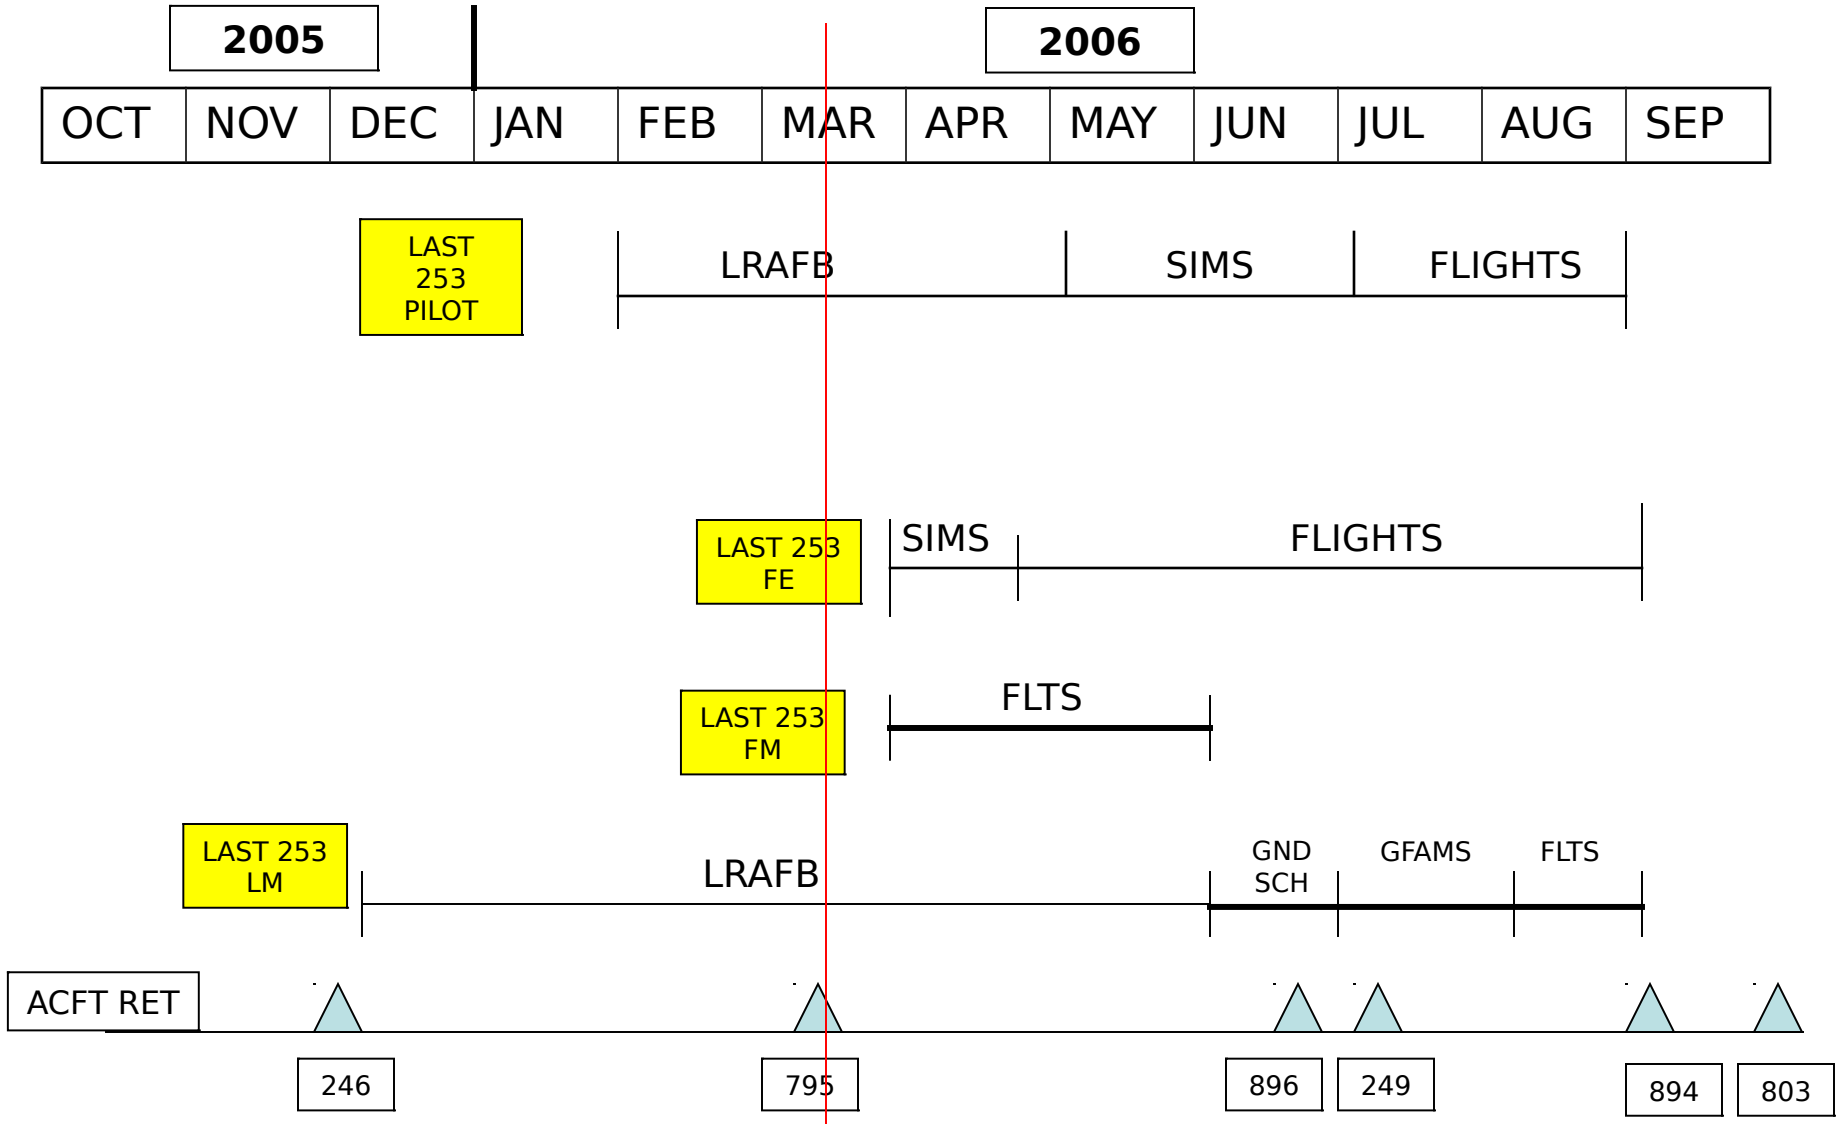 2005
2006
OCT NOV DEC JAN FEB MAR APR MAY JUN JUL AUG SEP
LAST
253
PILOT
LRAFB SIMS FLIGHTS
LAST 253
FE
SIMS FLIGHTS
LAST 253
FM
FLTS
LAST 253
LM
LRAFB
GND
SCH
GFAMS
FLTS
ACFT RET
246 795 896 249 894 803